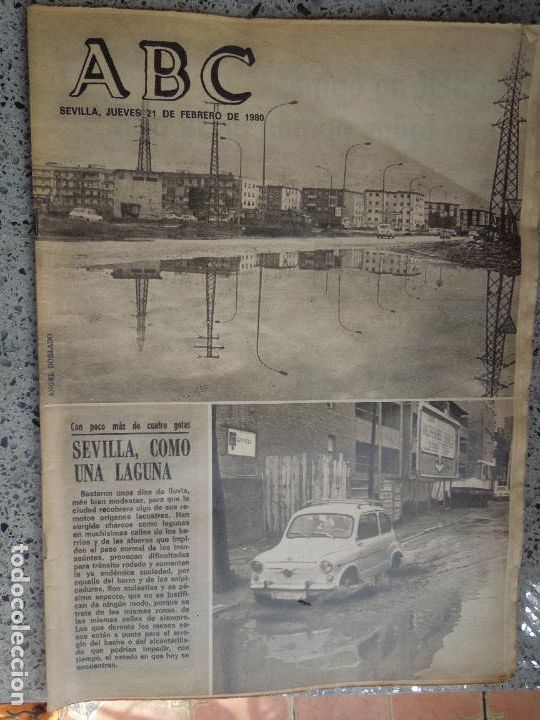 ABC
SEVILLA, JUEVES 21 DE FEBRERO DE 1980
ANGEL DOBLADO
Con poco más de cuatro gotas
SEVILLA, COMO
UNA LAGUNA
Bastaron unos días de lluvia,
más bien modestas, para que la
ciudad recobrara algo de sus re-
motos orígenes lacustres. Han
surgido charcos como lagunas
en muchísimas calles de los ba-
rrios y de las afueras que impi-
den el paso normal de los tran-
seúntes, provocan dificultades
para tránsito rodado y aumentan
la ya endémica suciedad, por
aquello del barro y de las salpi-
caduras. Son molestias y es pé-
simo aspecto, que no se justifi-
can de ningún modo, porque se
trata de las mismas zonas, de
las mismas calles de siempre.
Las que durante los meses se-
cos están a punto para el arre-
glo del bache o del alcantarilla-
do que podrían impedir, con
tiempo, el estado en que hoy se
encuentren.
todocoleccion.net